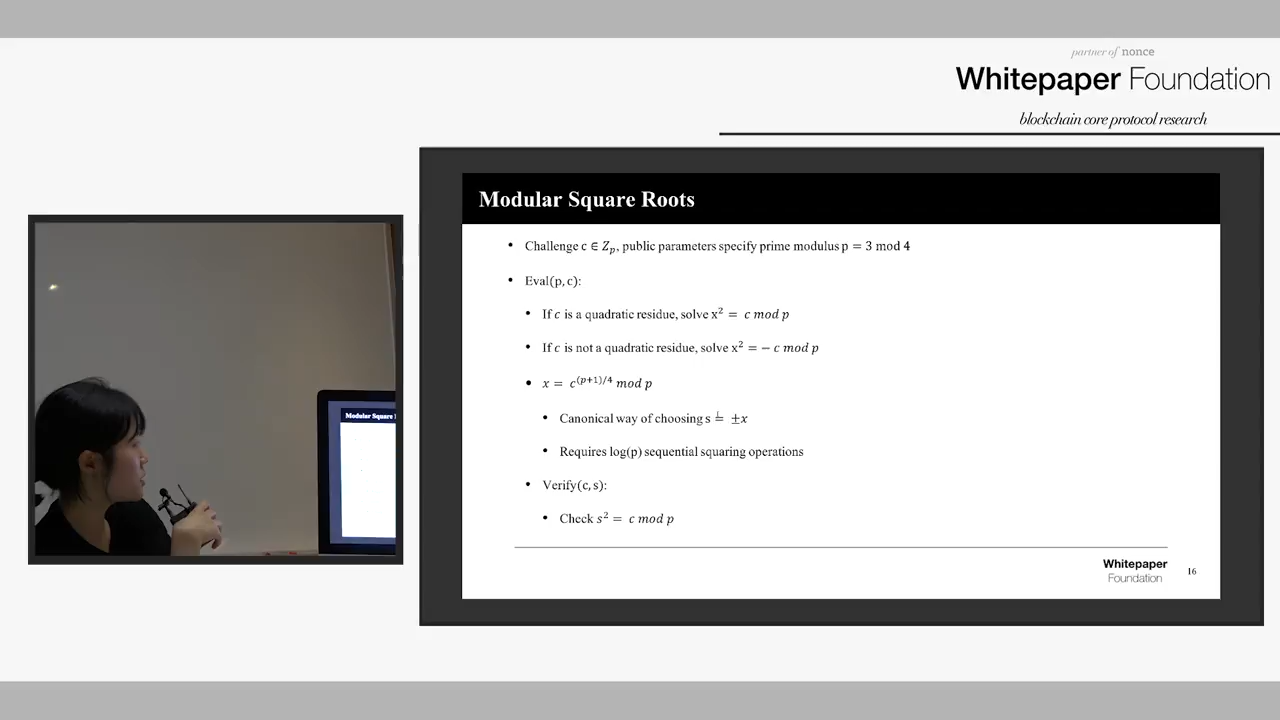 partner of nonce
Whitepaper Foundation
blockchain core protocol research
Modular Square Roots
• Challenge c ∈ Z_p, public parameters specify prime modulus p = 3 mod 4
• Eval(p, c):
• If c is a quadratic residue, solve x² = c mod p
• If c is not a quadratic residue, solve x² = − c mod p
• x = c^(p+1)/4 mod p
• Canonical way of choosing s = ±x
• Requires log(p) sequential squaring operations
• Verify(c, s):
• Check s² = c mod p
Whitepaper
Foundation
16
Modular Square